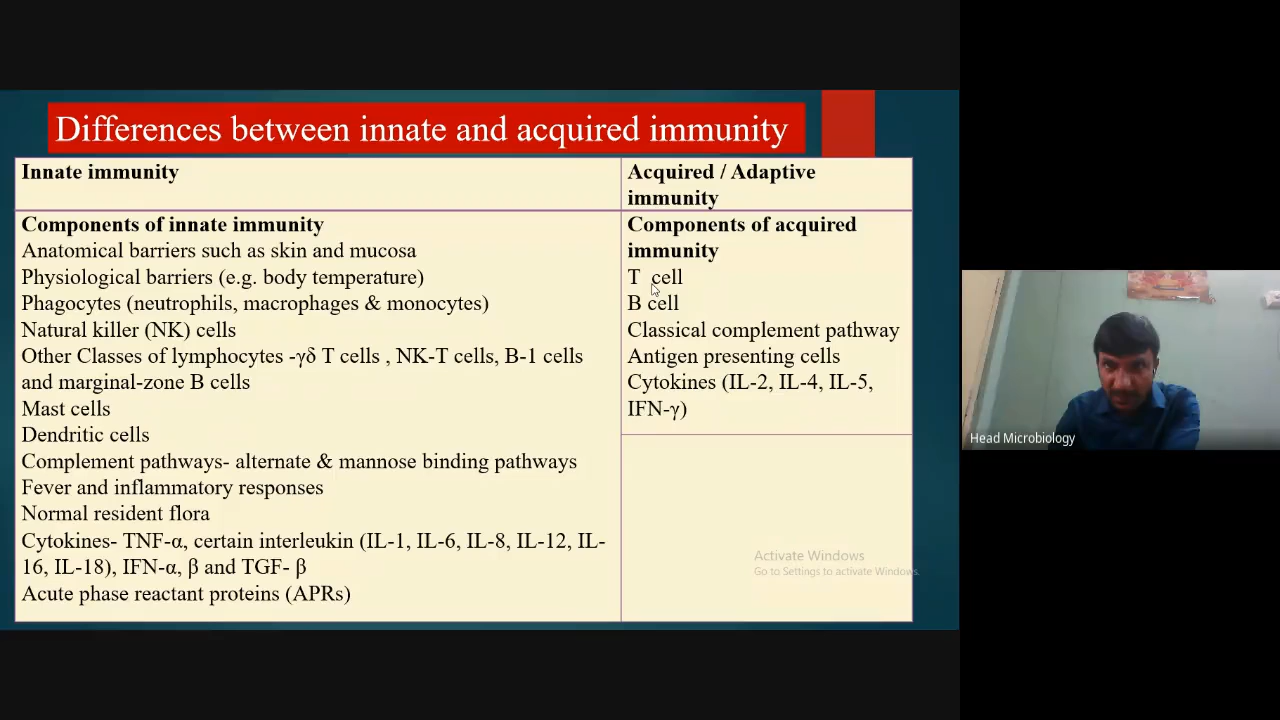 Differences between innate and acquired immunity
Innate immunity
Acquired / Adaptive
immunity
Components of innate immunity
Anatomical barriers such as skin and mucosa
Physiological barriers (e.g. body temperature)
Phagocytes (neutrophils, macrophages & monocytes)
Natural killer (NK) cells
Other Classes of lymphocytes -γδ T cells , NK-T cells, B-1 cells
and marginal-zone B cells
Mast cells
Dendritic cells
Complement pathways- alternate & mannose binding pathways
Fever and inflammatory responses
Normal resident flora
Cytokines- TNF-α, certain interleukin (IL-1, IL-6, IL-8, IL-12, IL-
16, IL-18), IFN-α, β and TGF- β
Acute phase reactant proteins (APRs)
Components of acquired
immunity
T cell
B cell
Classical complement pathway
Antigen presenting cells
Cytokines (IL-2, IL-4, IL-5,
IFN-γ)
Activate Windows
Go to Settings to activate Windows.
Head Microbiology